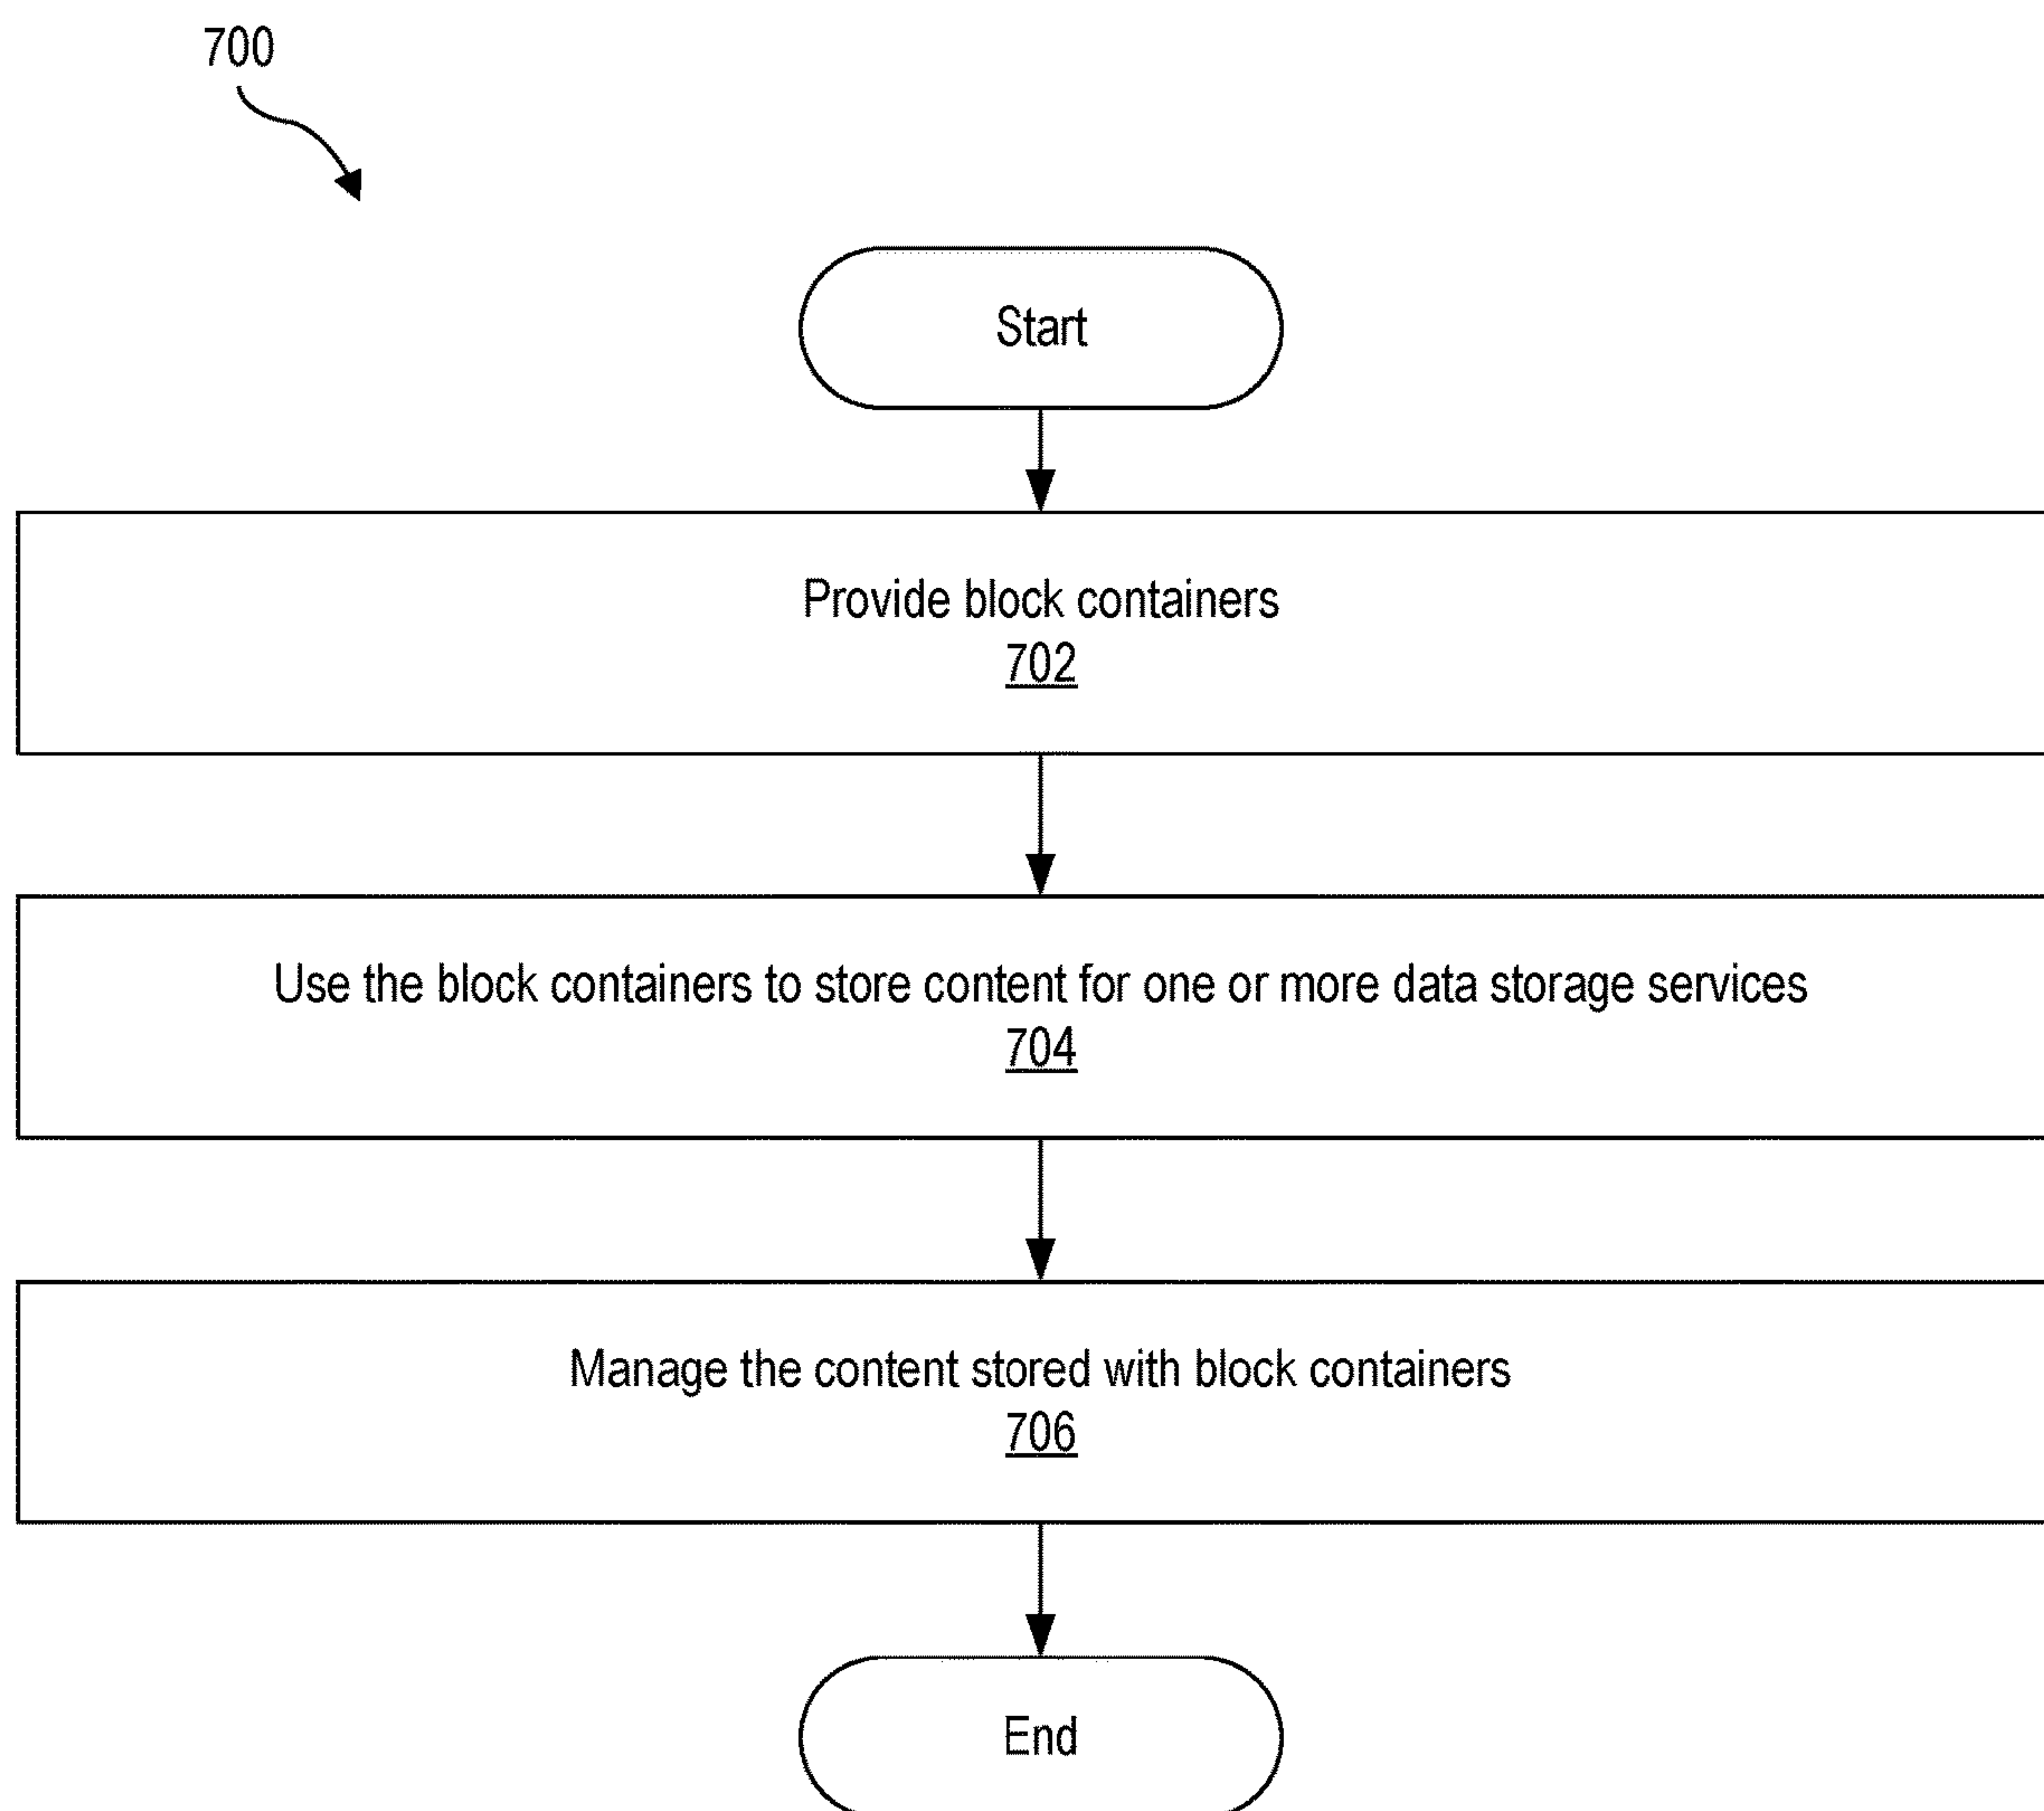 700
Start
Provide block containers
702
Use the block containers to store content for one or more data storage services
704
Manage the content stored with block containers
706
End